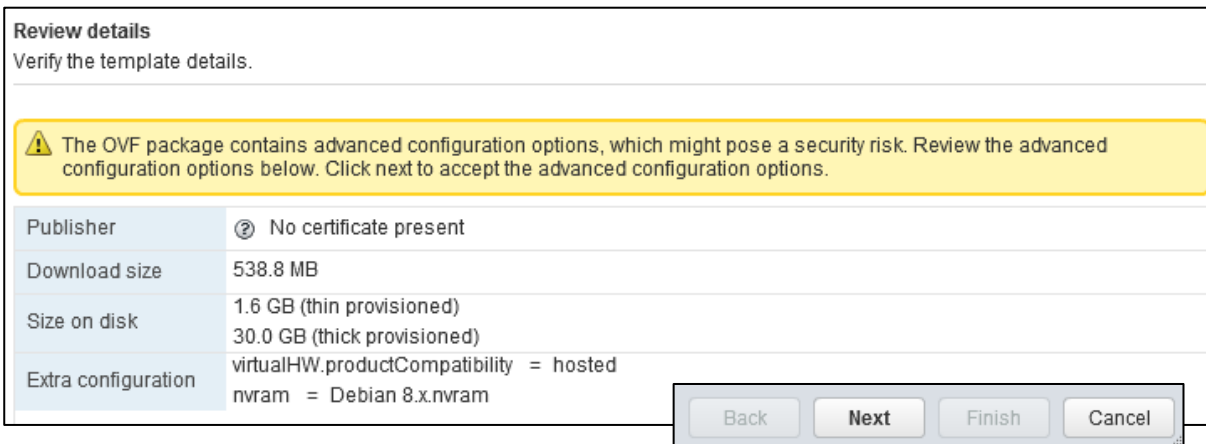 Review details
Verify the template details.
The OVF package contains advanced configuration options, which might pose a security risk. Review the advanced
configuration options below. Click next to accept the advanced configuration options.
Publisher ? No certificate present
Download size 538.8 MB
Size on disk 1.6 GB (thin provisioned)
30.0 GB (thick provisioned)
Extra configuration virtualHW.productCompatibility = hosted
nvram = Debian 8.x.nvram
Back Next Finish Cancel